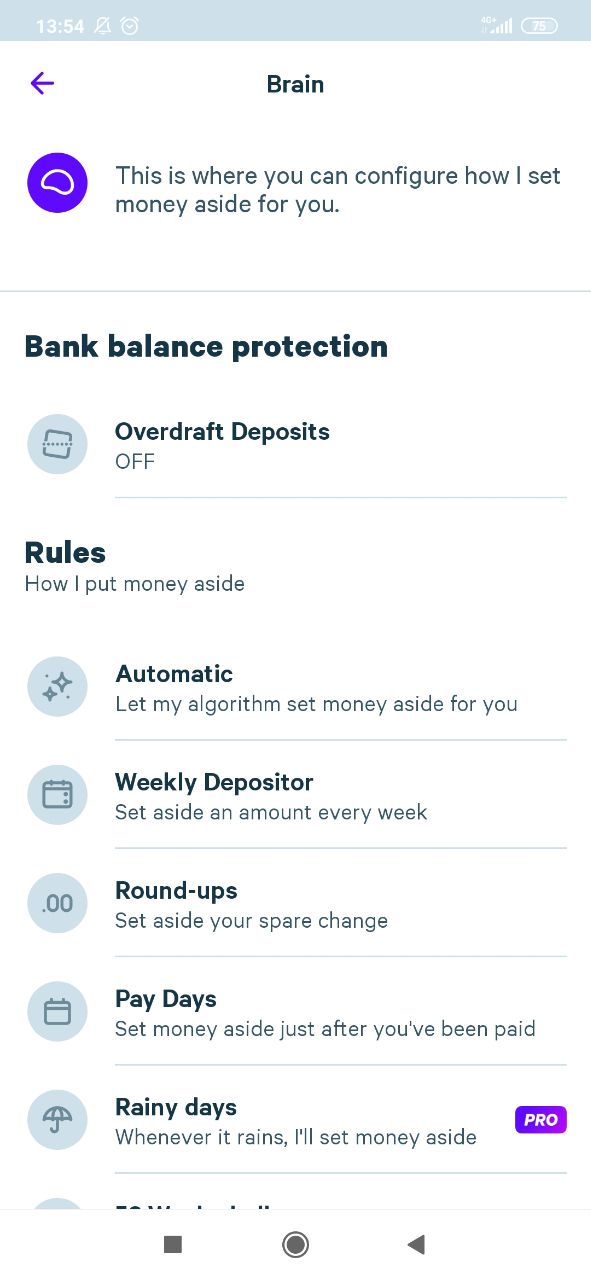 13:54
4G+
75
Brain
This is where you can configure how I set
money aside for you.
Bank balance protection
Overdraft Deposits
OFF
Rules
How I put money aside
Automatic
Let my algorithm set money aside for you
Weekly Depositor
Set aside an amount every week
.00
Round-ups
Set aside your spare change
Pay Days
Set money aside just after you've been paid
Rainy days
PRO
Whenever it rains, I'll set money aside